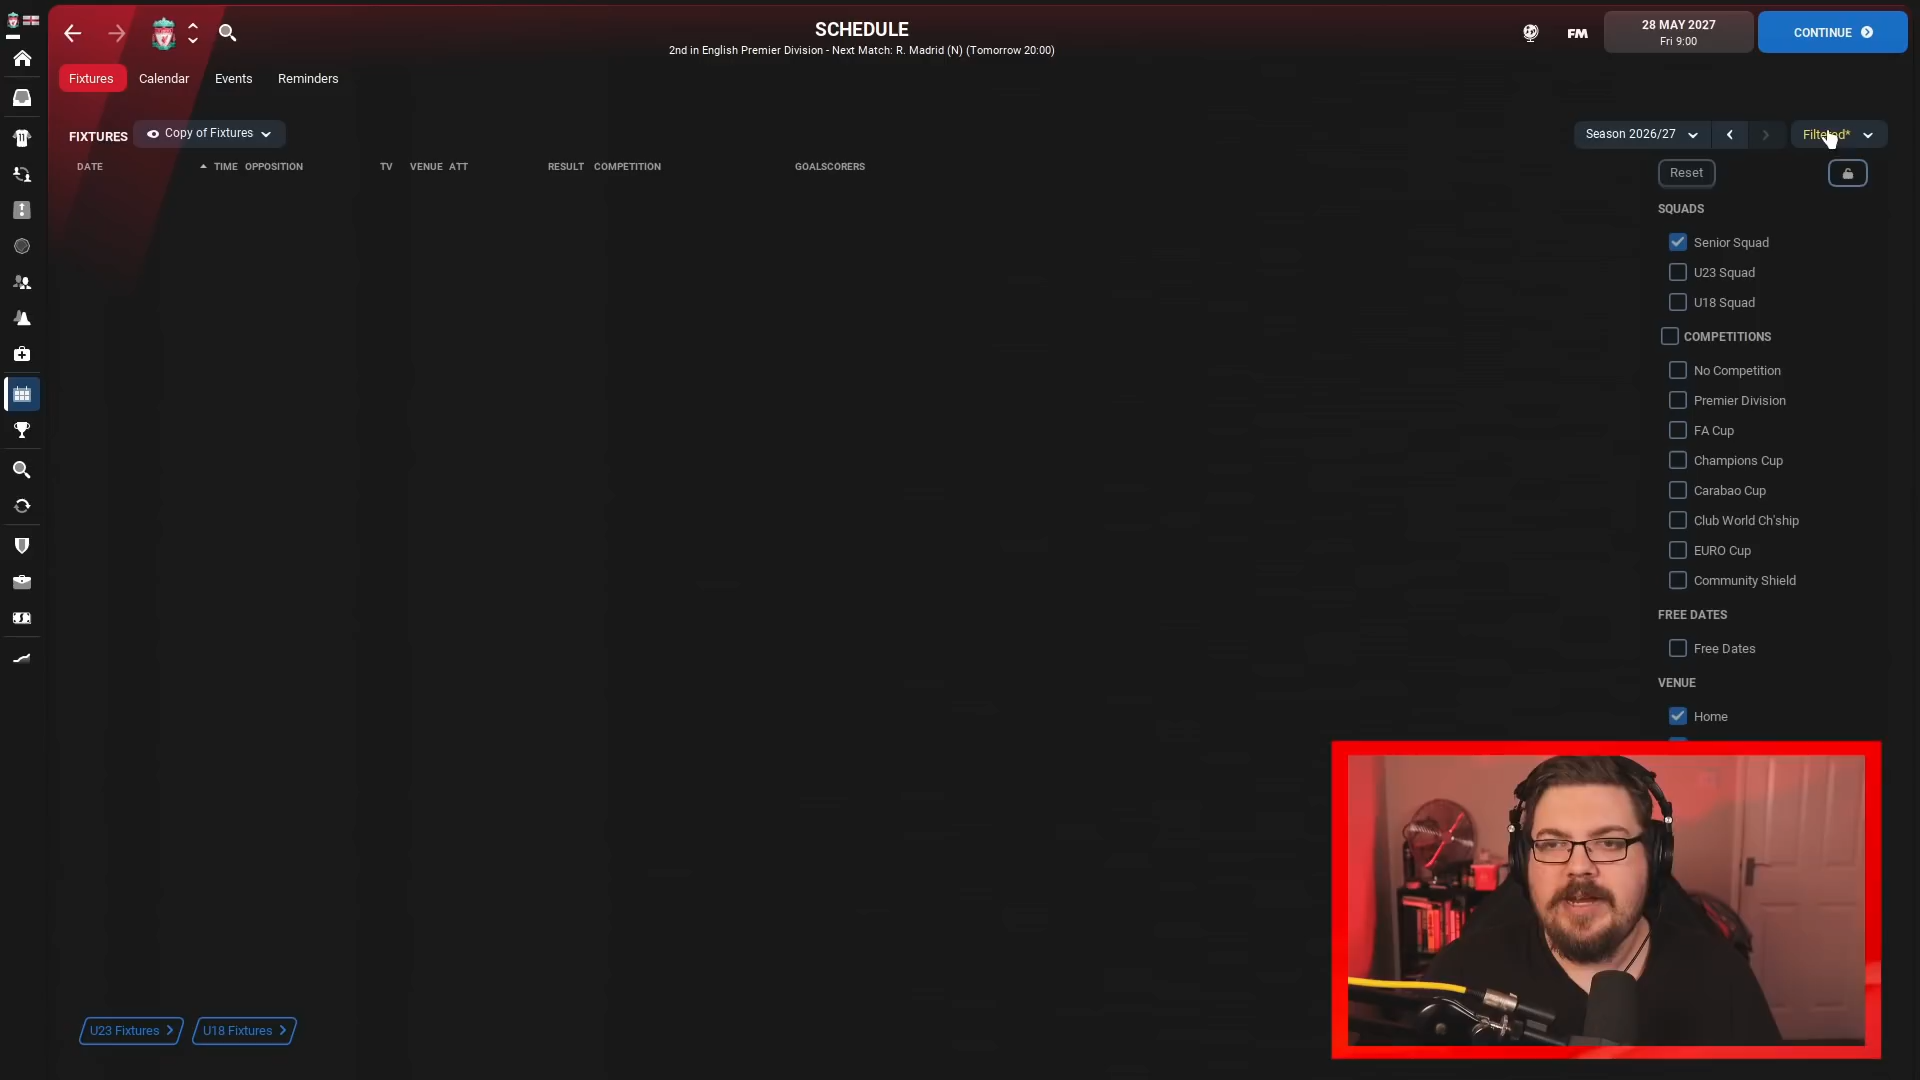 SCHEDULE
2nd in English Premier Division - Next Match: R. Madrid (N) (Tomorrow 20:00)
FM
28 MAY 2027
Fri 9:00
CONTINUE
Fixtures
Calendar
Events
Reminders
FIXTURES
Copy of Fixtures
Season 2026/27
Filtered*
DATE
TIME
OPPOSITION
TV
VENUE
ATT
RESULT
COMPETITION
GOALSCORERS
Reset
SQUADS
Senior Squad
U23 Squad
U18 Squad
COMPETITIONS
No Competition
Premier Division
FA Cup
Champions Cup
Carabao Cup
Club World Ch'ship
EURO Cup
Community Shield
FREE DATES
Free Dates
VENUE
Home
U23 Fixtures
U18 Fixtures